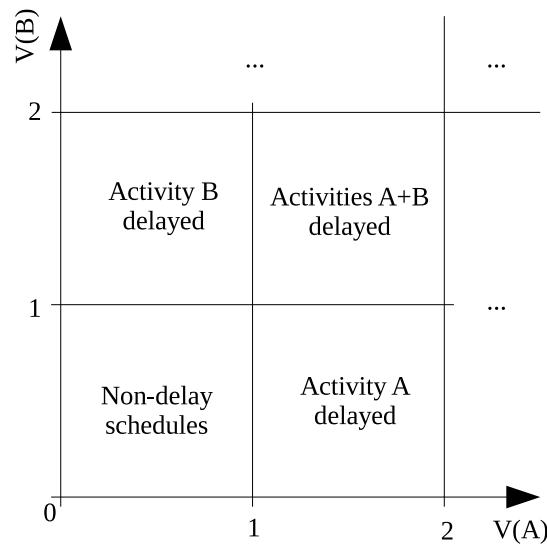 V(B)
...
...
2
Activity B
delayed
Activities A+B
delayed
1
...
Non-delay
schedules
Activity A
delayed
0
1
2
V(A)